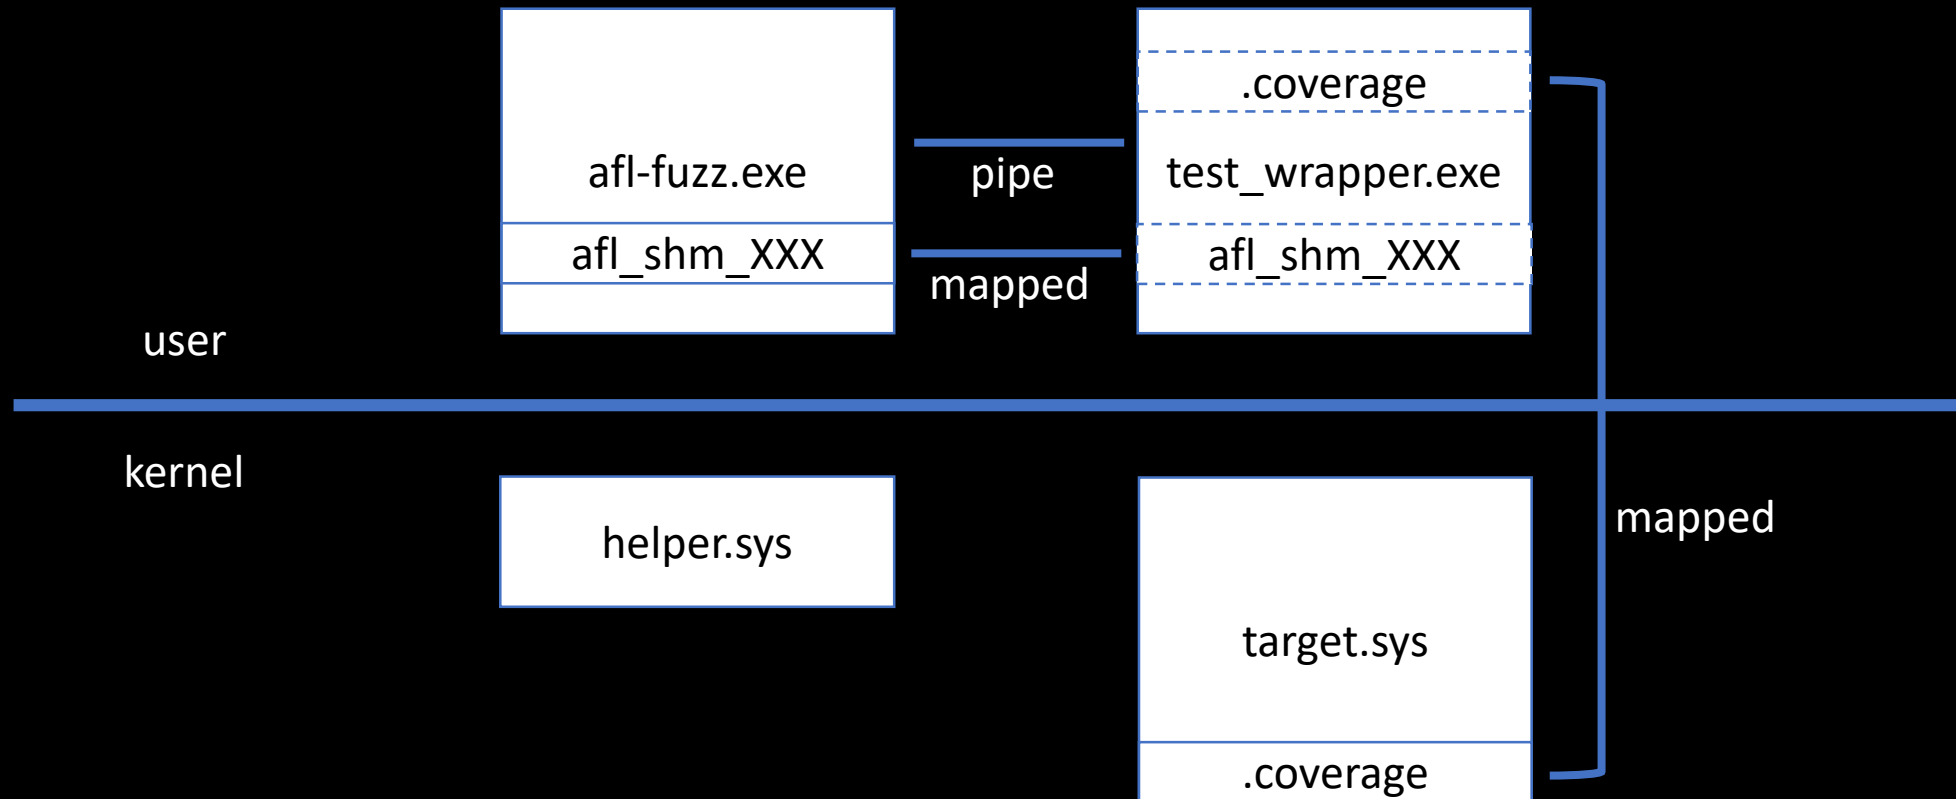 .coverage
afl-fuzz.exe
pipe
test_wrapper.exe
afl_shm_XXX
mapped
afl_shm_XXX
user
kernel
helper.sys
mapped
target.sys
.coverage